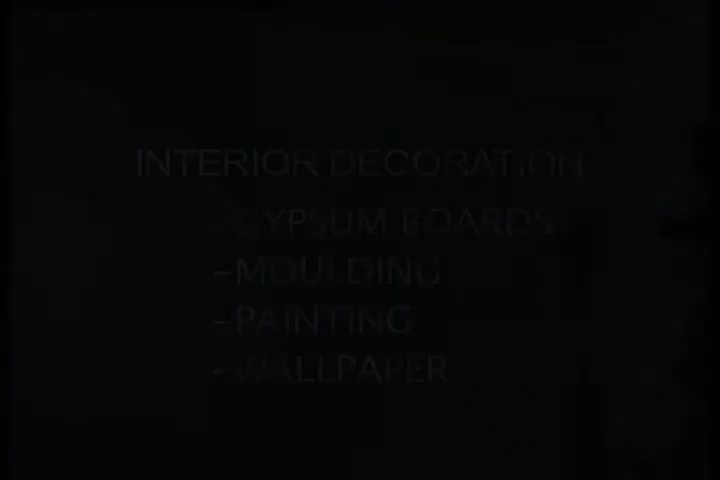 INTERIOR DECORATION
-GYPSUM BOARDS
-MOULDING
-PAINTING
-WALLPAPER